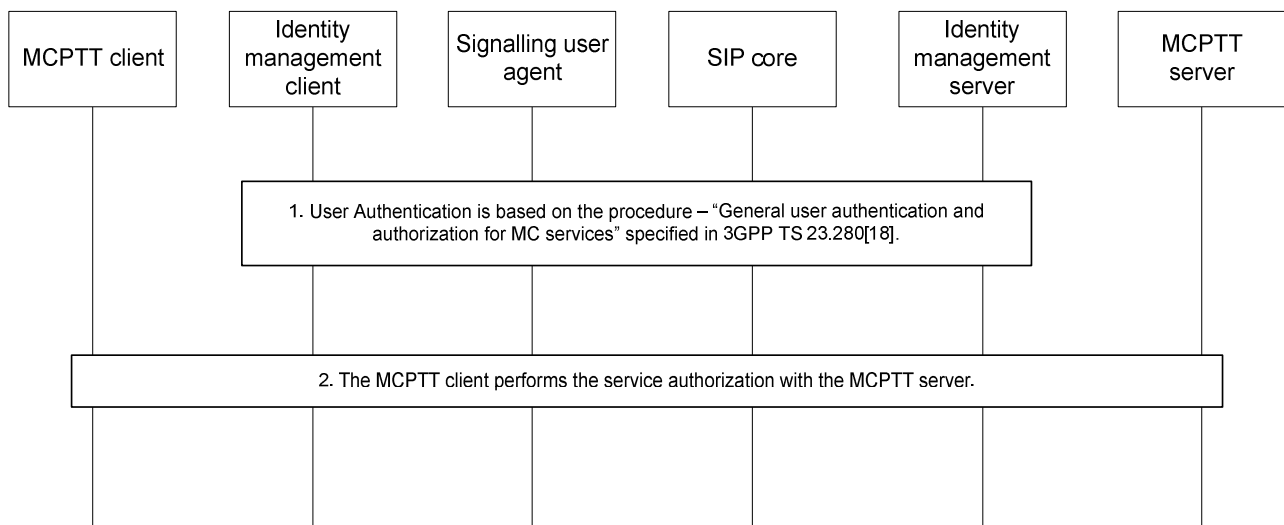 MCPTT client
Identity
management
client
Signalling user
agent
SIP core
Identity
management
server
MCPTT
server
1. User Authentication is based on the procedure – “General user authentication and
authorization for MC services” specified in 3GPP TS 23.280[18].
2. The MCPTT client performs the service authorization with the MCPTT server.